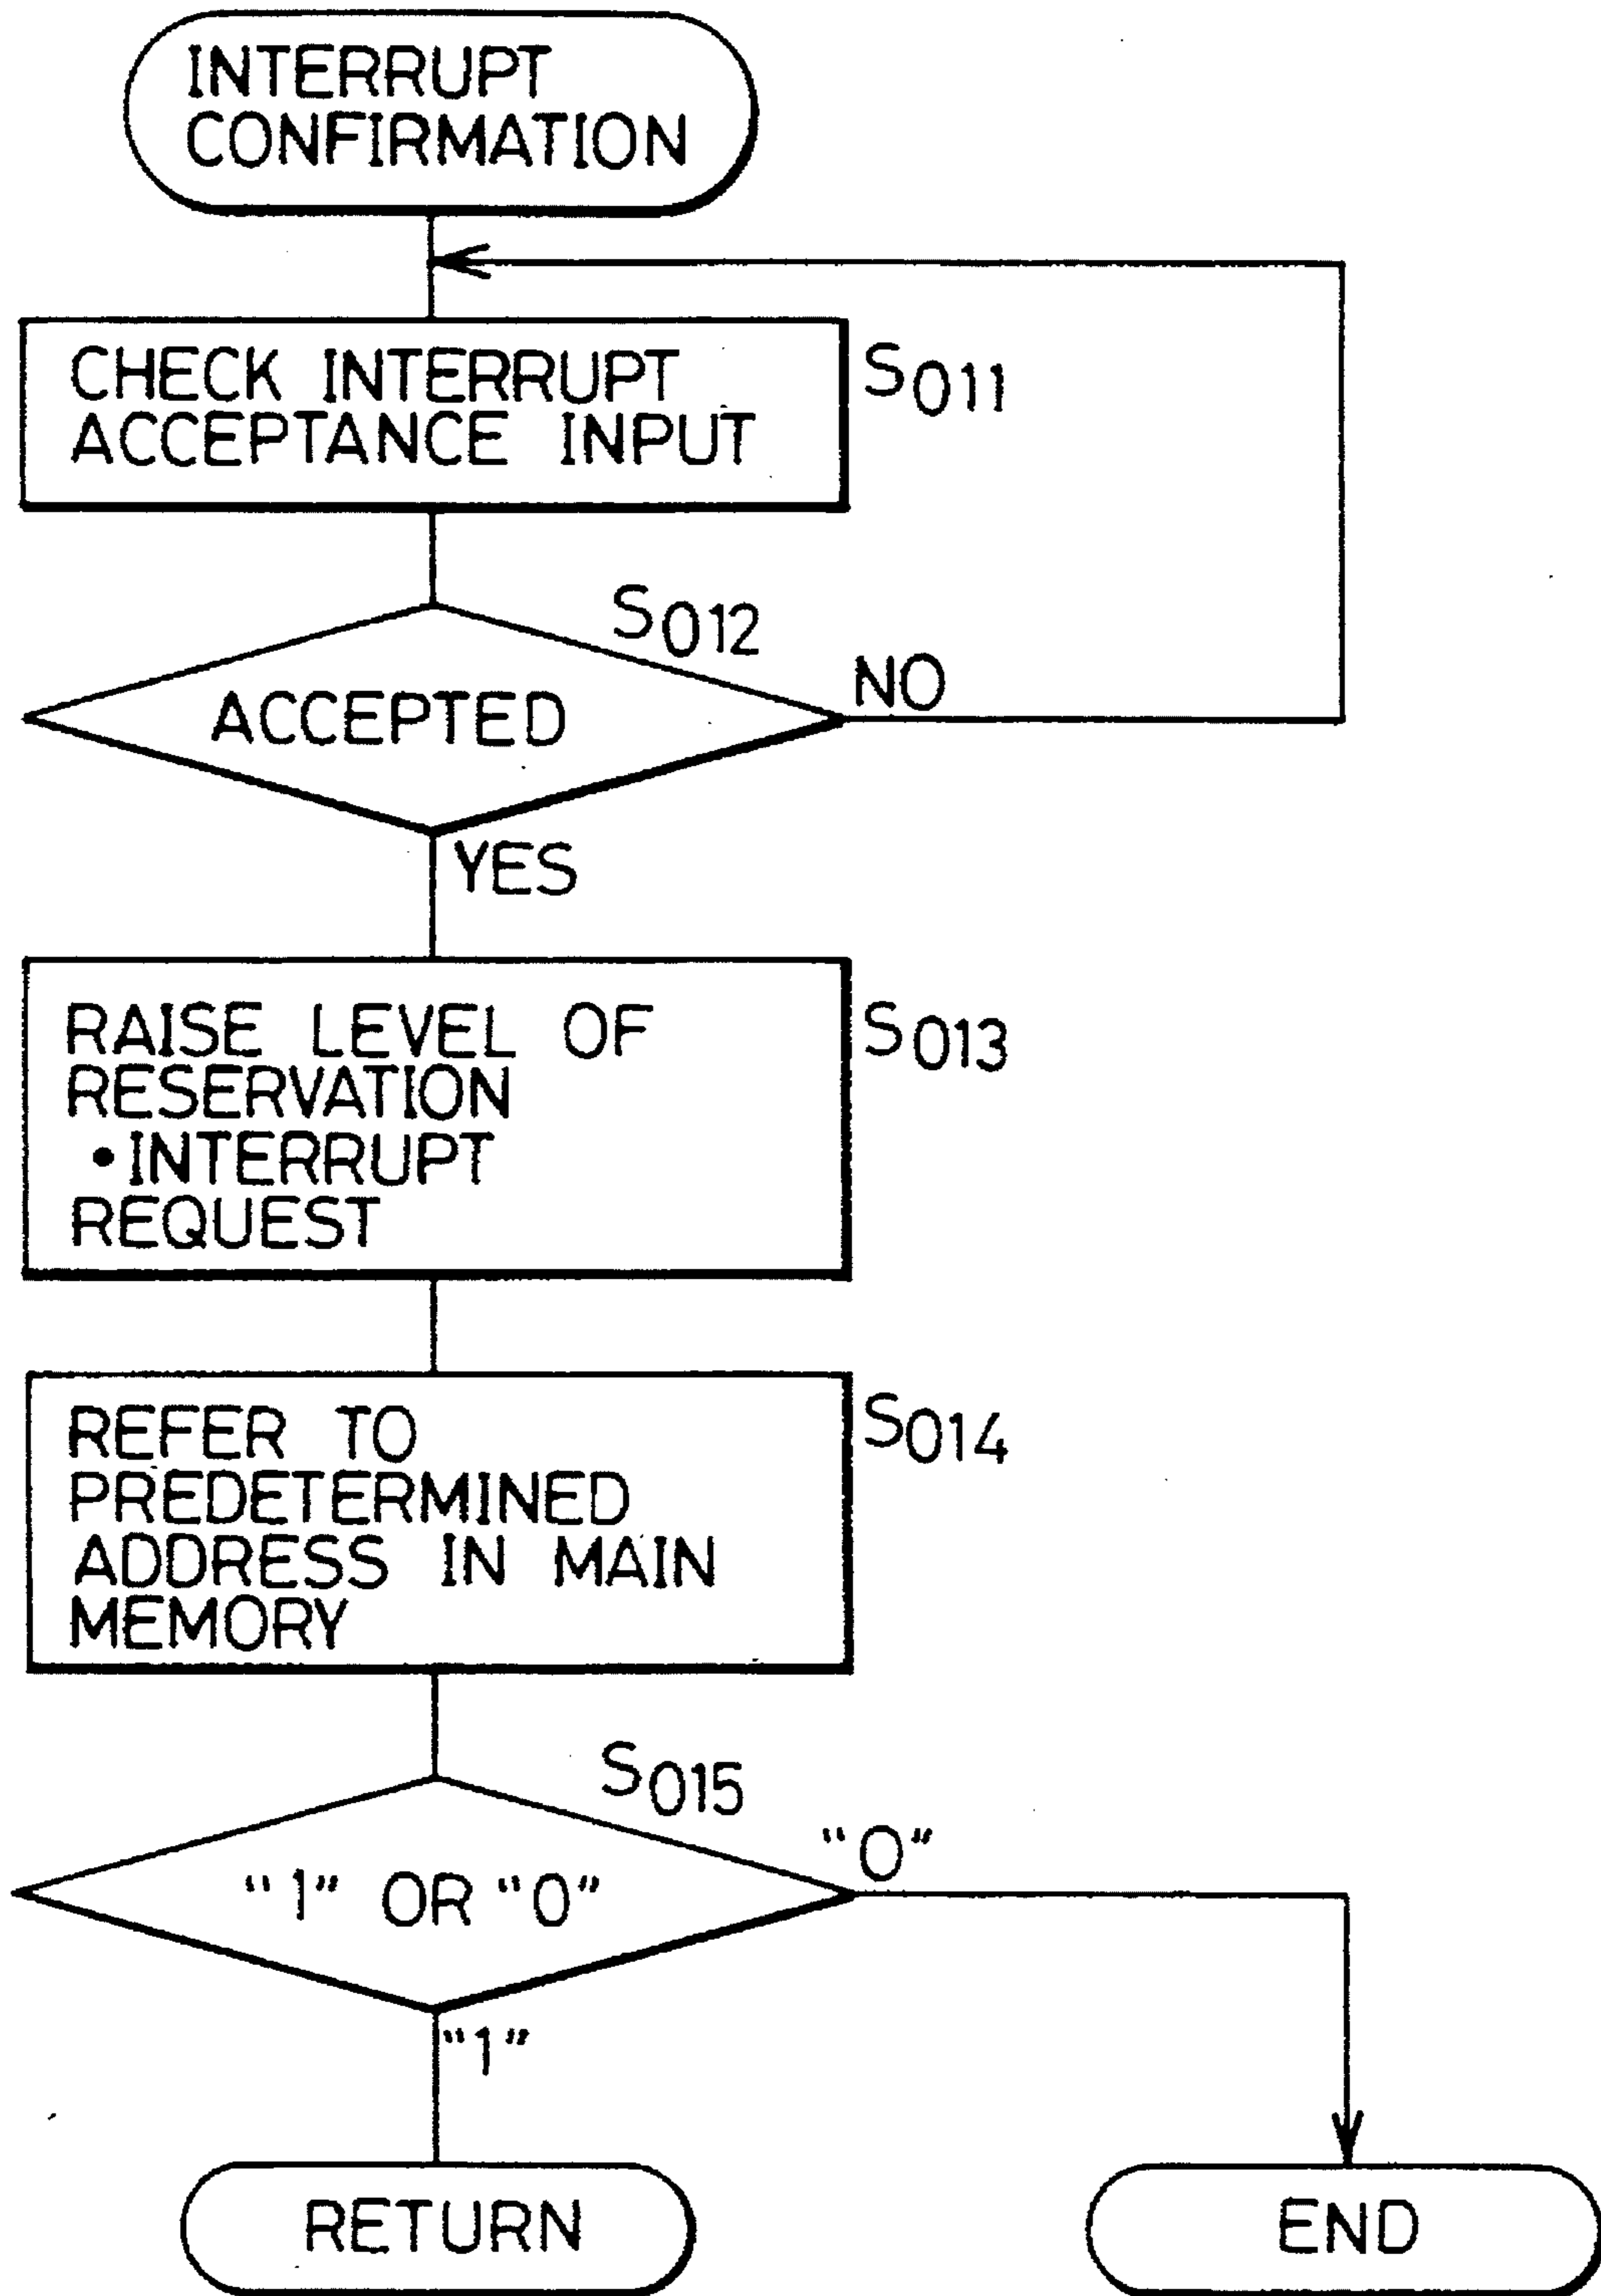 INTERRUPT
CONFIRMATION
CHECK INTERRUPT
ACCEPTANCE INPUT
S011
S012
ACCEPTED
NO
YES
RAISE LEVEL OF
RESERVATION
•INTERRUPT
REQUEST
S013
REFER TO
PREDETERMINED
ADDRESS IN MAIN
MEMORY
S014
S015
"1" OR "0"
"0"
"1"
RETURN
END